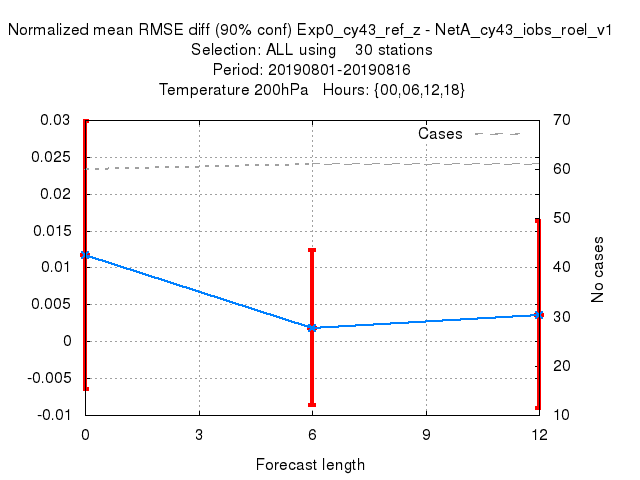 Normalized mean RMSE diff (90% conf) Exp0_cy43_ref_z - NetA_cy43_iobs_roel_v1
Selection: ALL using 30 stations
Period: 20190801-20190816
Temperature 200hPa Hours: {00,06,12,18}
Cases
0.03
0.025
0.02
0.015
0.01
0.005
0
-0.005
-0.01
70
60
50
40
30
20
10
No cases
0 3 6 9 12
Forecast length